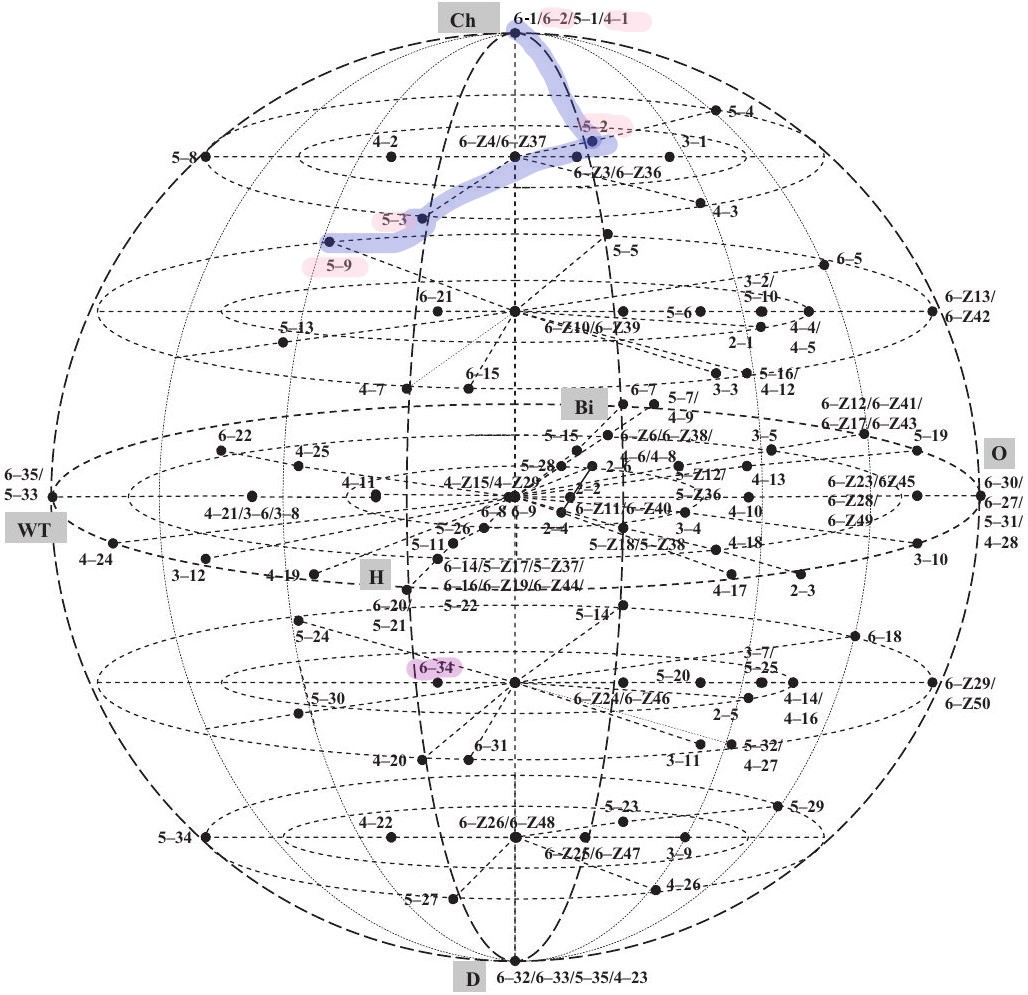 Ch 6-1/6–2/5–1/4–1
5–4
5–2
4–2 6–Z4/6–Z37 3–1
5–8
6–Z3/6–Z36
5–3 4–3
5–5
5–9 6–5
3–2/
6–21 5–10 6–Z13/
5–6 6–Z42
5–13 6–Z10/6–Z39 4–4/
2–1 4–5
6–15 5–16/
4–7 3–3 4–12
6–7 5–7/
Bi 4–9 6–Z12/6–Z41/
6–Z17/6–Z43
6–22 5–15 6–Z6/6–Z38/ 3–5 5–19
4–25 4–6/4–8 O
5–28 2–6 5–Z12/
6–35/ 4–11 4–Z15/4–Z29 5–Z36 4–13 6–Z23/6Z45 6–30/
5–33 2–2 6–Z28/ 6–27/
4–21/3–6/3–8 6–8 6–9 6–Z11/6–Z40 4–10 6–Z49 5–31/
WT 5–26 2–4 3–4 4–28
4–24 5–11 5–Z18/5–Z38 4–18 3–10
3–12 4–19 H 6–14/5–Z17/5–Z37/ 4–17 2–3
6–16/6–Z19/6–Z44/
6–20/ 5–22
5–21 5–14
5–24 6–18
3–7/
6–34 5–20 5–25
6–Z29/
5–30 6–Z24/6–Z46 4–14/ 6–Z50
2–5 4–16
6–31 5–32/
4–20 3–11 4–27
5–23 5–29
4–22 6–Z26/6–Z48
5–34
6–Z25/6–Z47 3–9
4–26
5–27
D 6–32/6–33/5–35/4–23